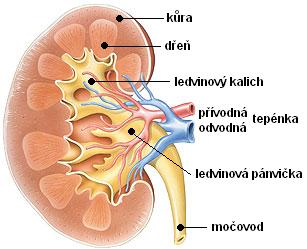 kůra
dřeň
ledvinový kalich
přívodná
tepénka
odvodná
ledvinová pánvička
močovod